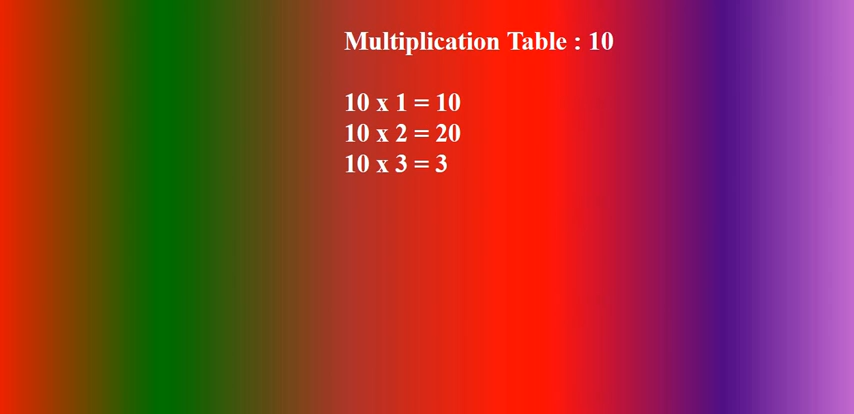 Multiplication Table : 10
10 x 1 = 10
10 x 2 = 20
10 x 3 = 3